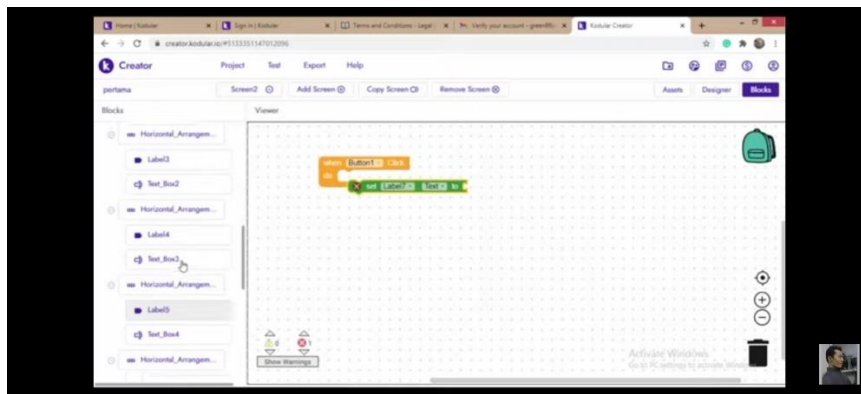 Home | Kodular
Sign in | Kodular
Terms and Conditions - Legal
Verify your account - greenflic
Kodular Creator
creator.kodular.io/#5133351147012096
Creator
Project
Test
Export
Help
pertama
Screen2
Add Screen
Copy Screen
Remove Screen
Assets
Designer
Blocks
Blocks
Viewer
Horizontal_Arrangem...
Label3
Text_Box2
Horizontal_Arrangem...
Label4
Text_Box3
Horizontal_Arrangem...
Label5
Text_Box4
Horizontal_Arrangem...
when Button1 Click
do
set Label7 Text to
0
1
Show Warnings
Activate Windows
Go to PC settings to activate